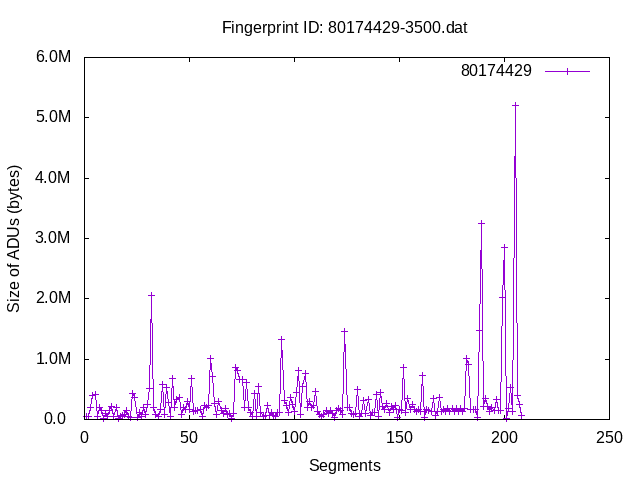 Fingerprint ID: 80174429-3500.dat
6.0M
80174429
5.0M
4.0M
3.0M
2.0M
1.0M
0.0
Size of ADUs (bytes)
0 50 100 150 200 250
Segments